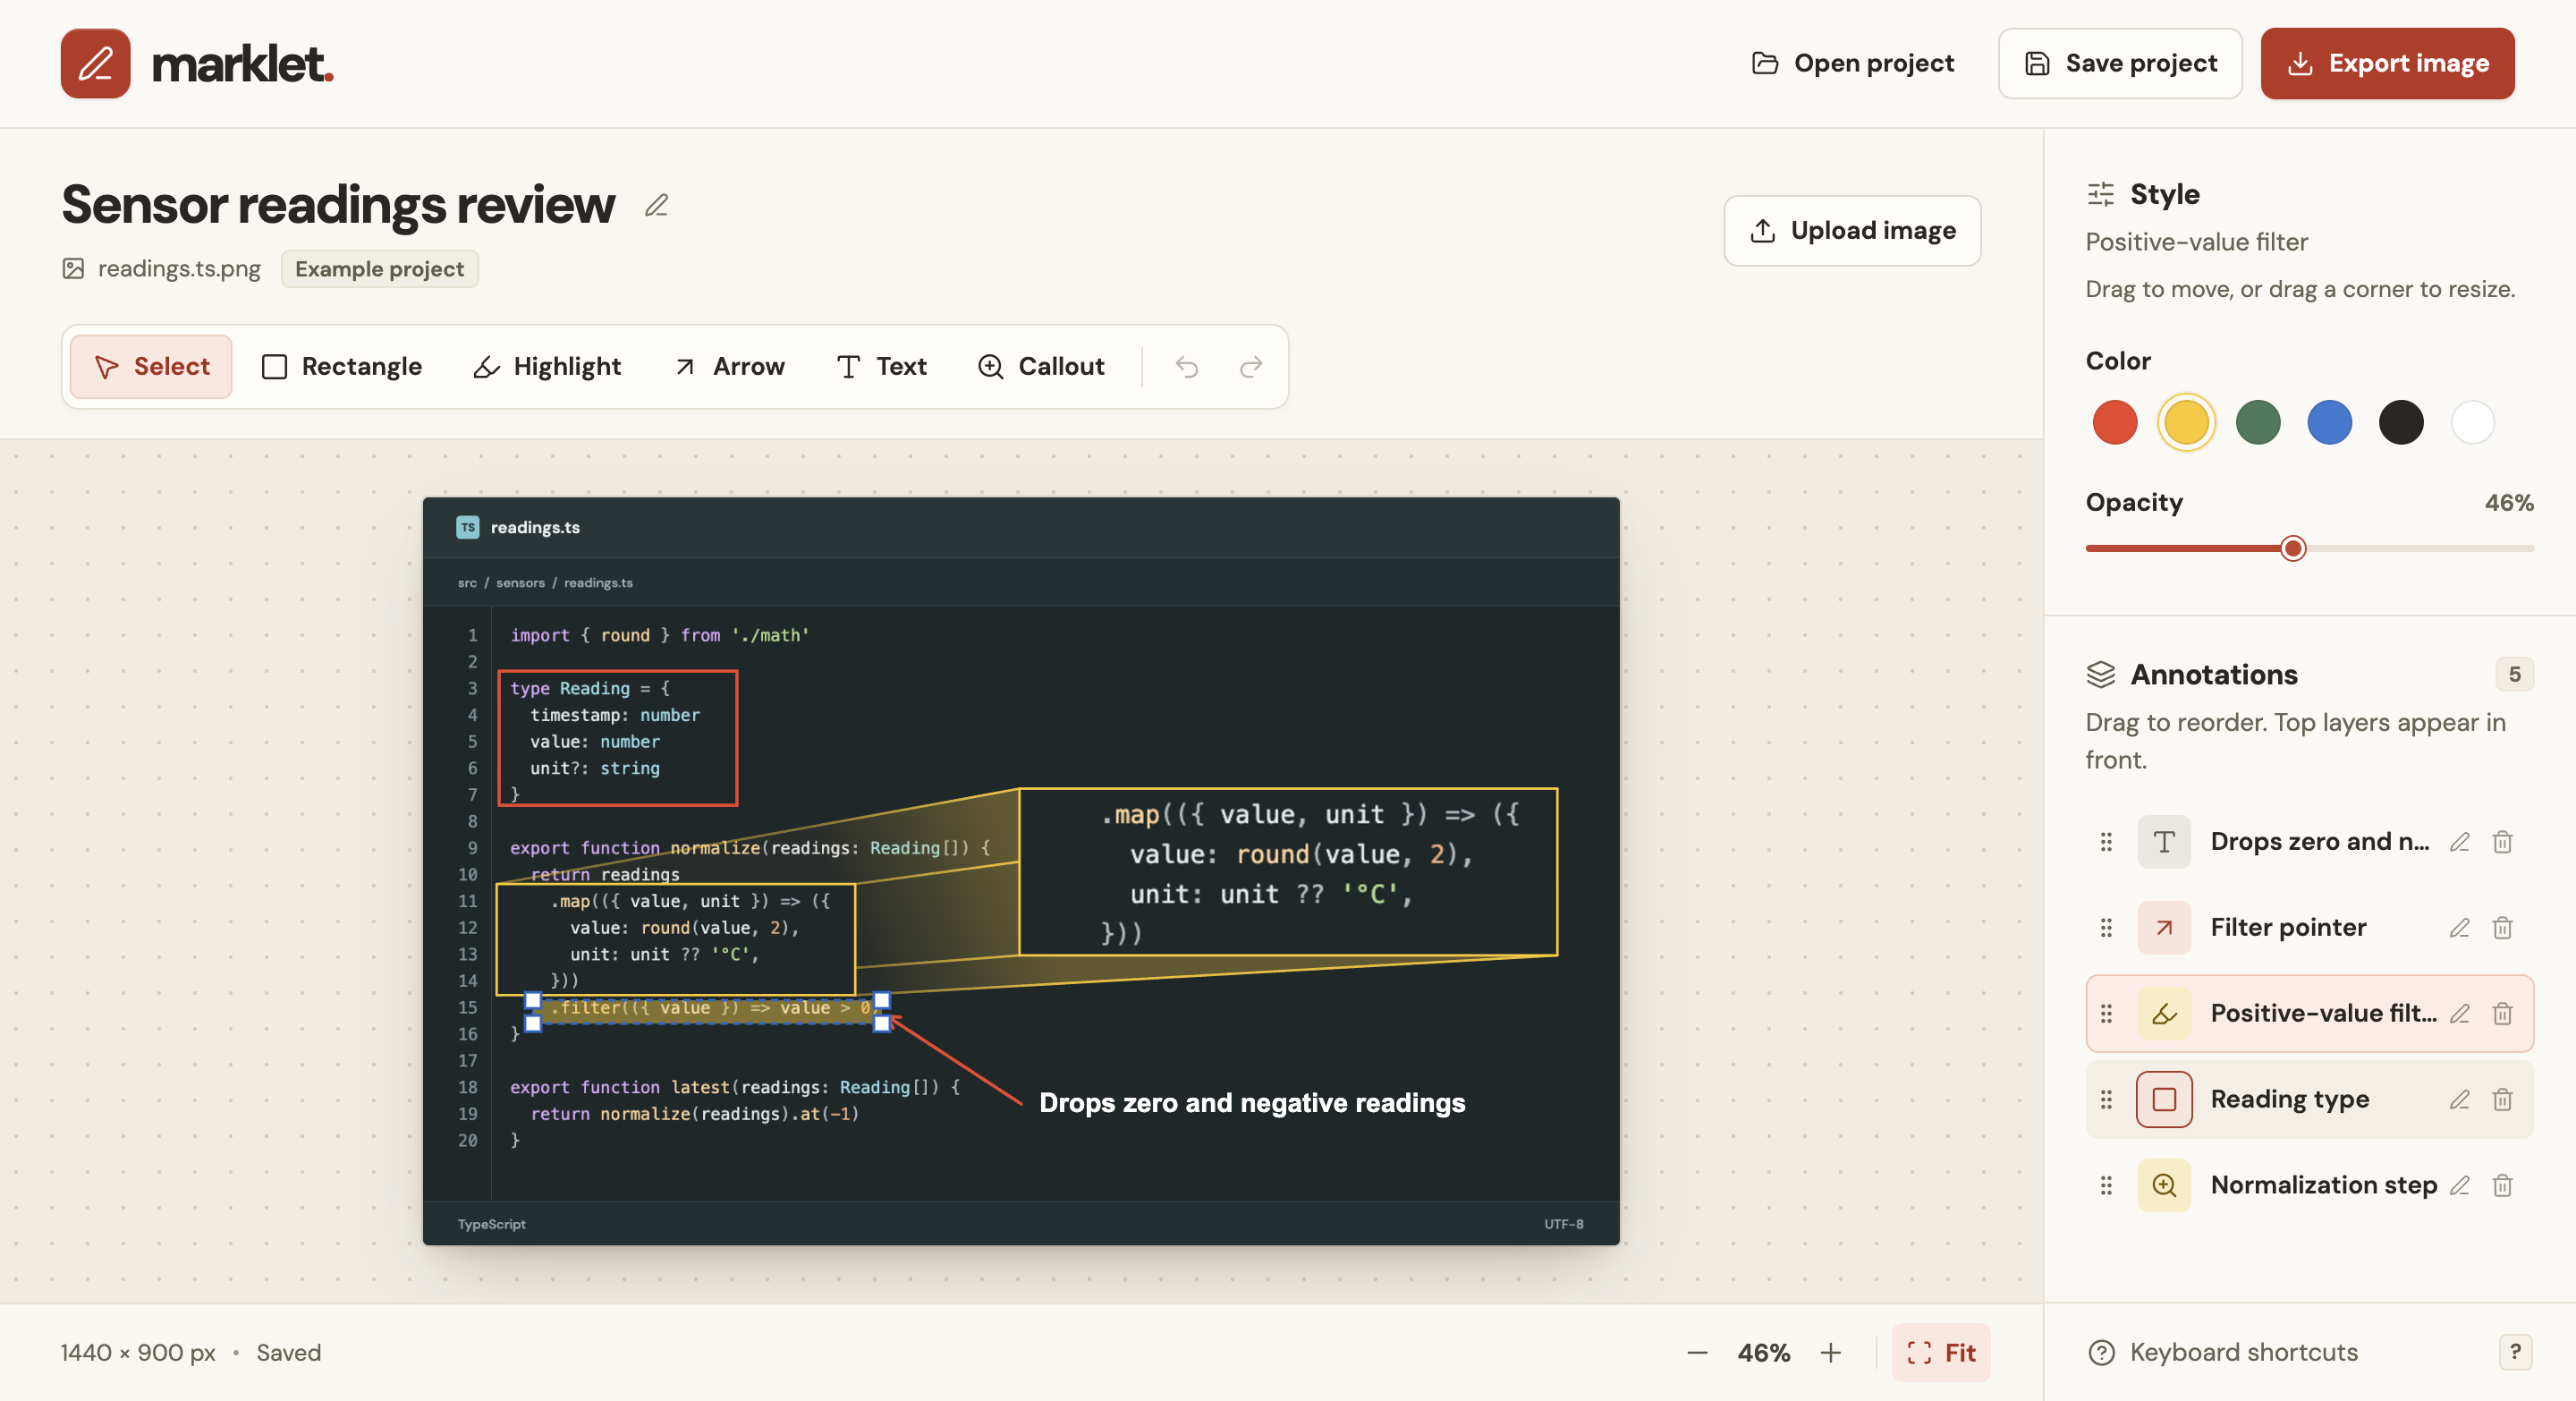 marklet.
Open project
Save project
Export image
Sensor readings review
readings.ts.png
Example project
Upload image
Select
Rectangle
Highlight
Arrow
Text
Callout
TS readings.ts
src / sensors / readings.ts
1 import { round } from './math'
2
3 type Reading = {
4 timestamp: number
5 value: number
6 unit?: string
7 }
8
9 export function normalize(readings: Reading[]) {
10 return readings
11 .map(({ value, unit }) => ({
12 value: round(value, 2),
13 unit: unit ?? '°C',
14 }))
15 .filter(({ value }) => value > 0)
16 }
17
18 export function latest(readings: Reading[]) {
19 return normalize(readings).at(-1)
20 }
.map(({ value, unit }) => ({
value: round(value, 2),
unit: unit ?? '°C',
}))
Drops zero and negative readings
TypeScript
UTF-8
1440 × 900 px • Saved
46%
Fit
Style
Positive-value filter
Drag to move, or drag a corner to resize.
Color
Opacity
46%
Annotations
5
Drag to reorder. Top layers appear in
front.
Drops zero and n...
Filter pointer
Positive-value filt...
Reading type
Normalization step
Keyboard shortcuts
?